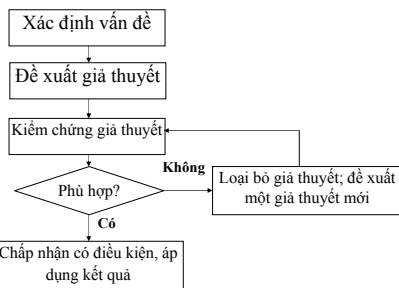 Xác định vấn đề
Đề xuất giả thuyết
Kiểm chứng giả thuyết
Phù hợp?
Không
Loại bỏ giả thuyết; đề xuất
một giả thuyết mới
Có
Chấp nhận có điều kiện, áp
dụng kết quả